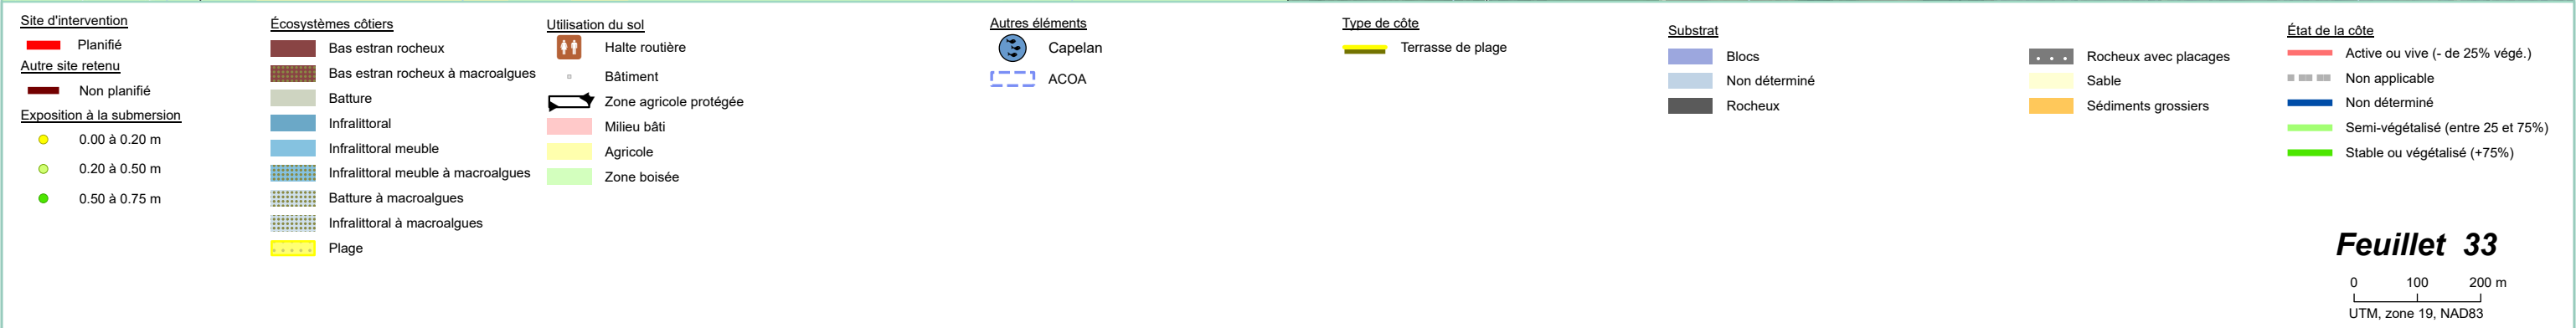 Site d'intervention
Planifié
Autre site retenu
Non planifié
Exposition à la submersion
0.00 à 0.20 m
0.20 à 0.50 m
0.50 à 0.75 m
Écosystèmes côtiers
Bas estran rocheux
Bas estran rocheux à macroalgues
Batture
Infralittoral
Infralittoral meuble
Infralittoral meuble à macroalgues
Batture à macroalgues
Infralittoral à macroalgues
Plage
Utilisation du sol
Halte routière
Bâtiment
Zone agricole protégée
Milieu bâti
Agricole
Zone boisée
Autres éléments
Capelan
ACOA
Type de côte
Terrasse de plage
Substrat
Blocs
Non déterminé
Rocheux
Rocheux avec placages
Sable
Sédiments grossiers
État de la côte
Active ou vive (- de 25% végé.)
Non applicable
Non déterminé
Semi-végétalisé (entre 25 et 75%)
Stable ou végétalisé (+75%)
Feuillet 33
0 100 200 m
UTM, zone 19, NAD83